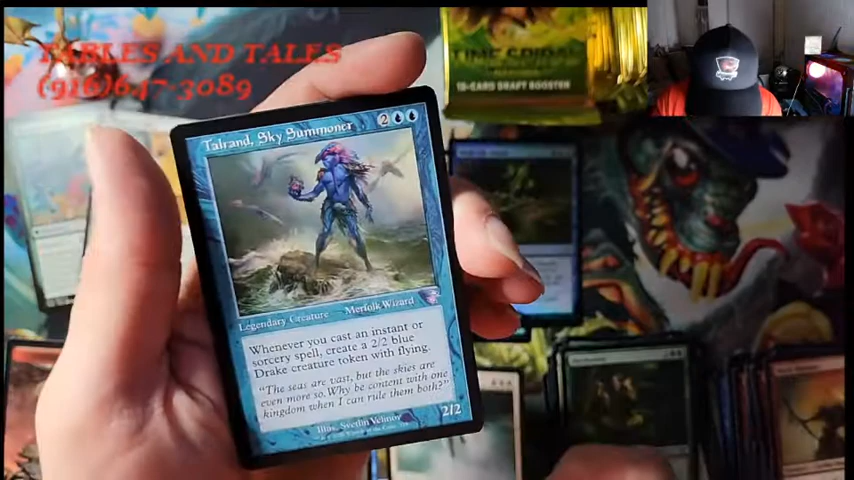 TABLES AND TALES
(916)647-3089
TIME SPIRAL
15-CARD DRAFT BOOSTER
Talrand, Sky Summoner 2
Legendary Creature Merfolk Wizard
Whenever you cast an instant or
sorcery spell, create a 2/2 blue
Drake creature token with flying.
"The seas are vast, but the skies are
even more so. Why be content with one
kingdom when I can rule them both?"
Illus. Svetlin Velinov
2/2